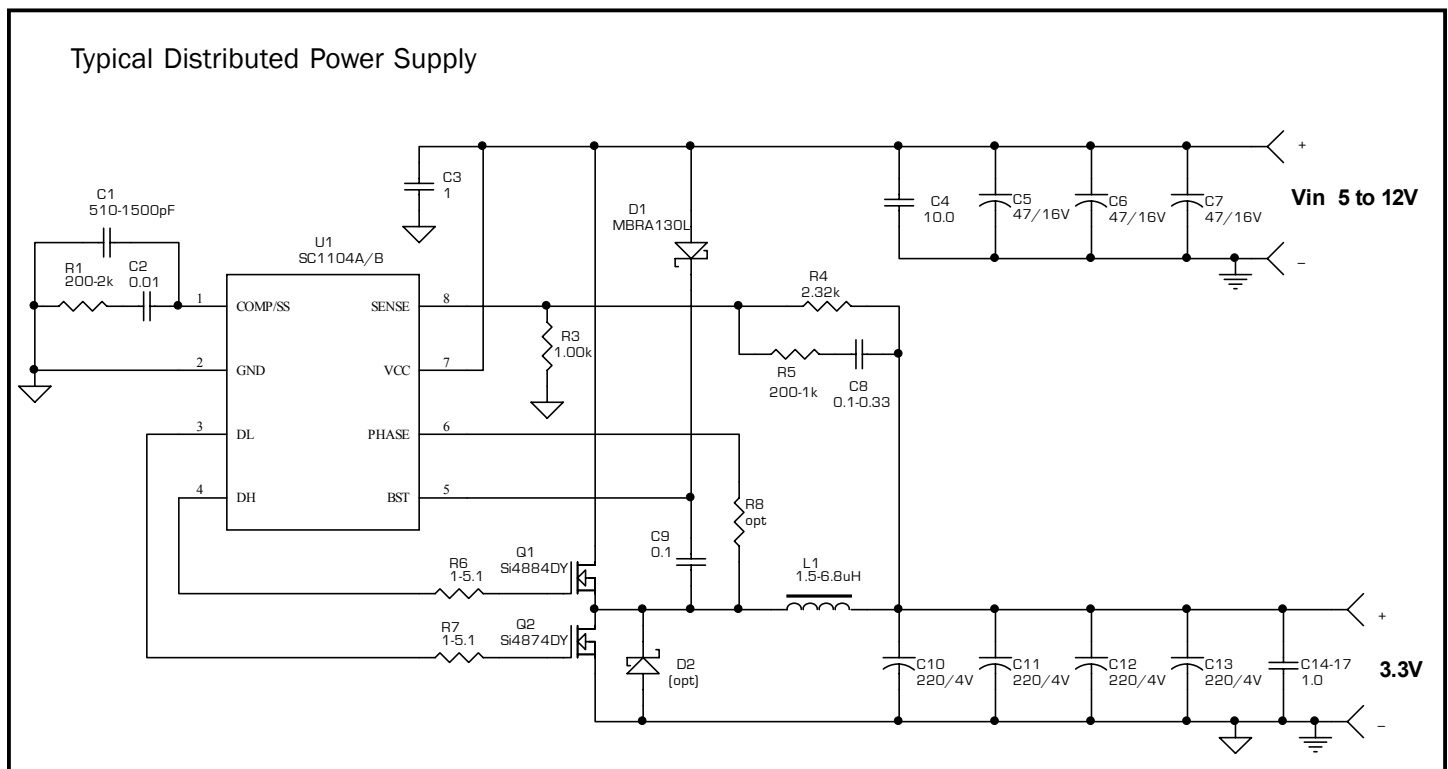 Typical Distributed Power Supply
C1
510-1500pF
R1
200-2k
C2
0.01
U1
SC1104A/B
1
COMP/SS
2
GND
3
DL
4
DH
SENSE
8
VCC
7
PHASE
6
BST
5
C3
1
D1
MBRA130L
C4
10.0
C5
47/16V
C6
47/16V
C7
47/16V
+
Vin 5 to 12V
–
R4
2.32k
R3
1.00k
R5
200-1k
C8
0.1-0.33
R8
opt
C9
0.1
R6
1-5.1
Q1
Si4884DY
L1
1.5-6.8uH
R7
1-5.1
Q2
Si4874DY
D2
(opt)
C10
220/4V
C11
220/4V
C12
220/4V
C13
220/4V
C14-17
1.0
+
3.3V
–